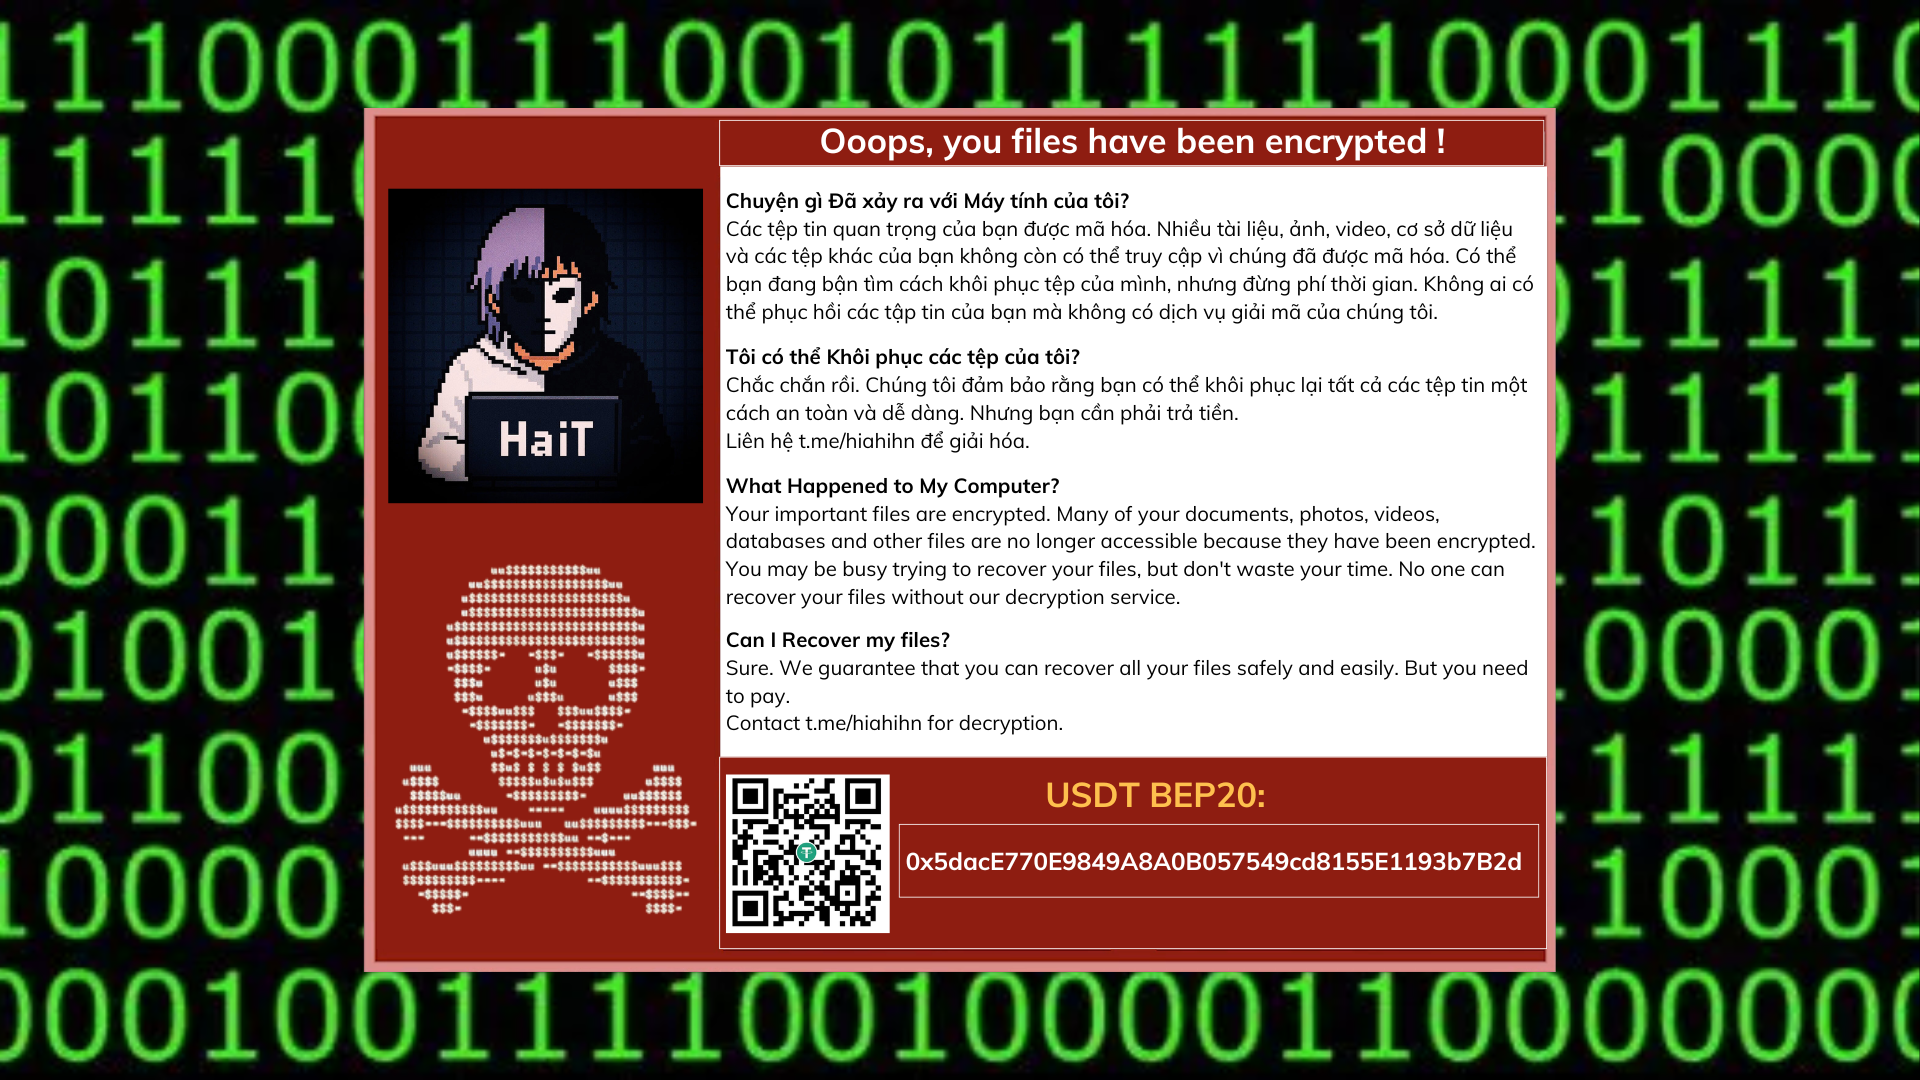 Ooops, you files have been encrypted !
Chuyện gì Đã xảy ra với Máy tính của tôi?
Các tệp tin quan trọng của bạn được mã hóa. Nhiều tài liệu, ảnh, video, cơ sở dữ liệu
và các tệp khác của bạn không còn có thể truy cập vì chúng đã được mã hóa. Có thể
bạn đang bận tìm cách khôi phục tệp của mình, nhưng đừng phí thời gian. Không ai có
thể phục hồi các tập tin của bạn mà không có dịch vụ giải mã của chúng tôi.
Tôi có thể Khôi phục các tệp của tôi?
Chắc chắn rồi. Chúng tôi đảm bảo rằng bạn có thể khôi phục lại tất cả các tệp tin một
cách an toàn và dễ dàng. Nhưng bạn cần phải trả tiền.
Liên hệ t.me/hiahihn để giải hóa.
What Happened to My Computer?
Your important files are encrypted. Many of your documents, photos, videos,
databases and other files are no longer accessible because they have been encrypted.
You may be busy trying to recover your files, but don't waste your time. No one can
recover your files without our decryption service.
Can I Recover my files?
Sure. We guarantee that you can recover all your files safely and easily. But you need
to pay.
Contact t.me/hiahihn for decryption.
HaiT
USDT BEP20:
0x5dacE770E9849A8A0B057549cd8155E1193b7B2d